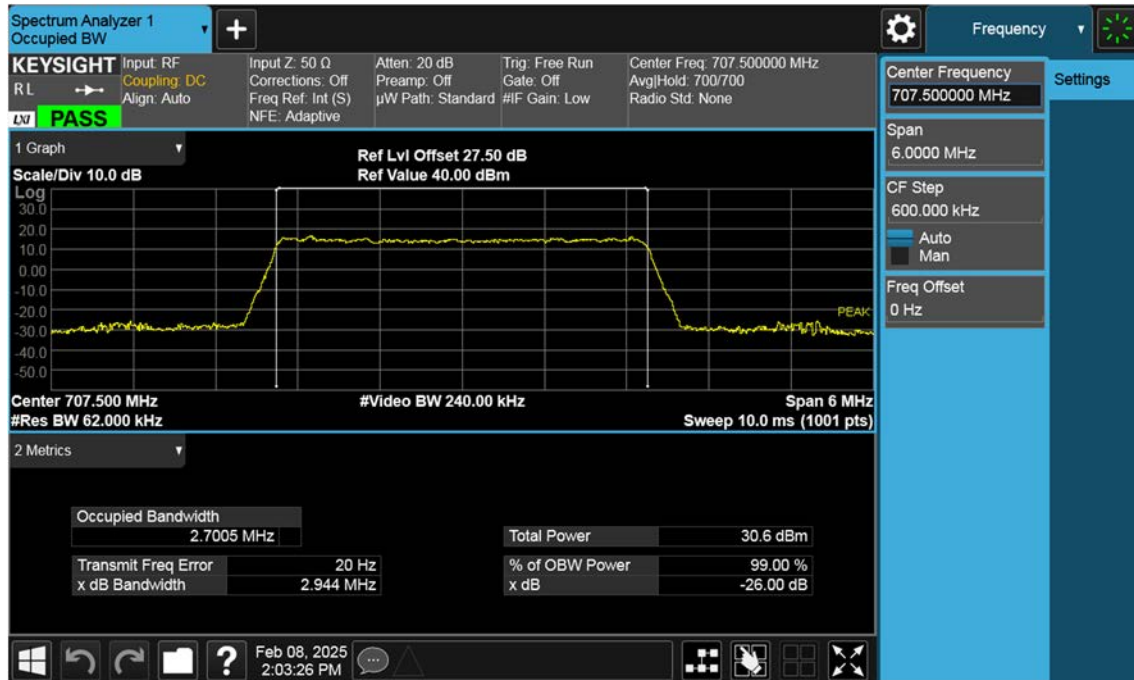 Spectrum Analyzer 1
Occupied BW
+
Frequency
KEYSIGHT
R L
LXI PASS
Input: RF
Coupling: DC
Align: Auto
Input Z: 50 Ω
Corrections: Off
Freq Ref: Int (S)
NFE: Adaptive
Atten: 20 dB
Preamp: Off
µW Path: Standard
Trig: Free Run
Gate: Off
#IF Gain: Low
Center Freq: 707.500000 MHz
Avg|Hold: 700/700
Radio Std: None
Center Frequency
707.500000 MHz
Settings
Span
6.0000 MHz
CF Step
600.000 kHz
Auto
Man
Freq Offset
0 Hz
1 Graph
Scale/Div 10.0 dB
Ref Lvl Offset 27.50 dB
Ref Value 40.00 dBm
Log
30.0
20.0
10.0
0.00
-10.0
-20.0
-30.0
-40.0
-50.0
PEAK
Center 707.500 MHz
#Res BW 62.000 kHz
#Video BW 240.00 kHz
Span 6 MHz
Sweep 10.0 ms (1001 pts)
2 Metrics
Occupied Bandwidth
2.7005 MHz
Transmit Freq Error 20 Hz
x dB Bandwidth 2.944 MHz
Total Power 30.6 dBm
% of OBW Power 99.00 %
x dB -26.00 dB
?
Feb 08, 2025
2:03:26 PM